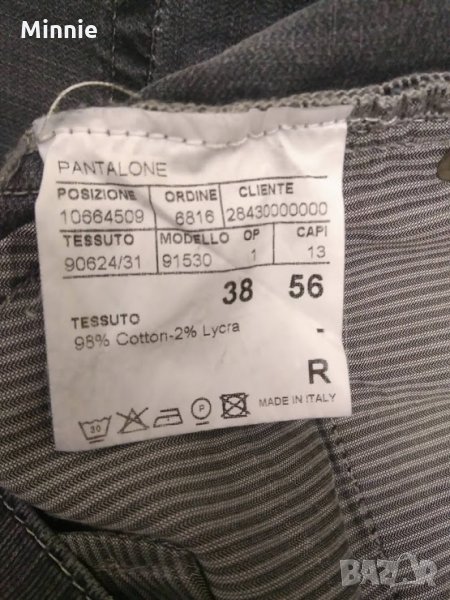 Minnie
PANTALONE
POSIZIONE ORDINE CLIENTE
10664509 6816 28430000000
TESSUTO MODELLO OP CAPI
90624/31 91530 1 13
38 56
TESSUTO
98% Cotton-2% Lycra -
R
30 P MADE IN ITALY
BAZAR